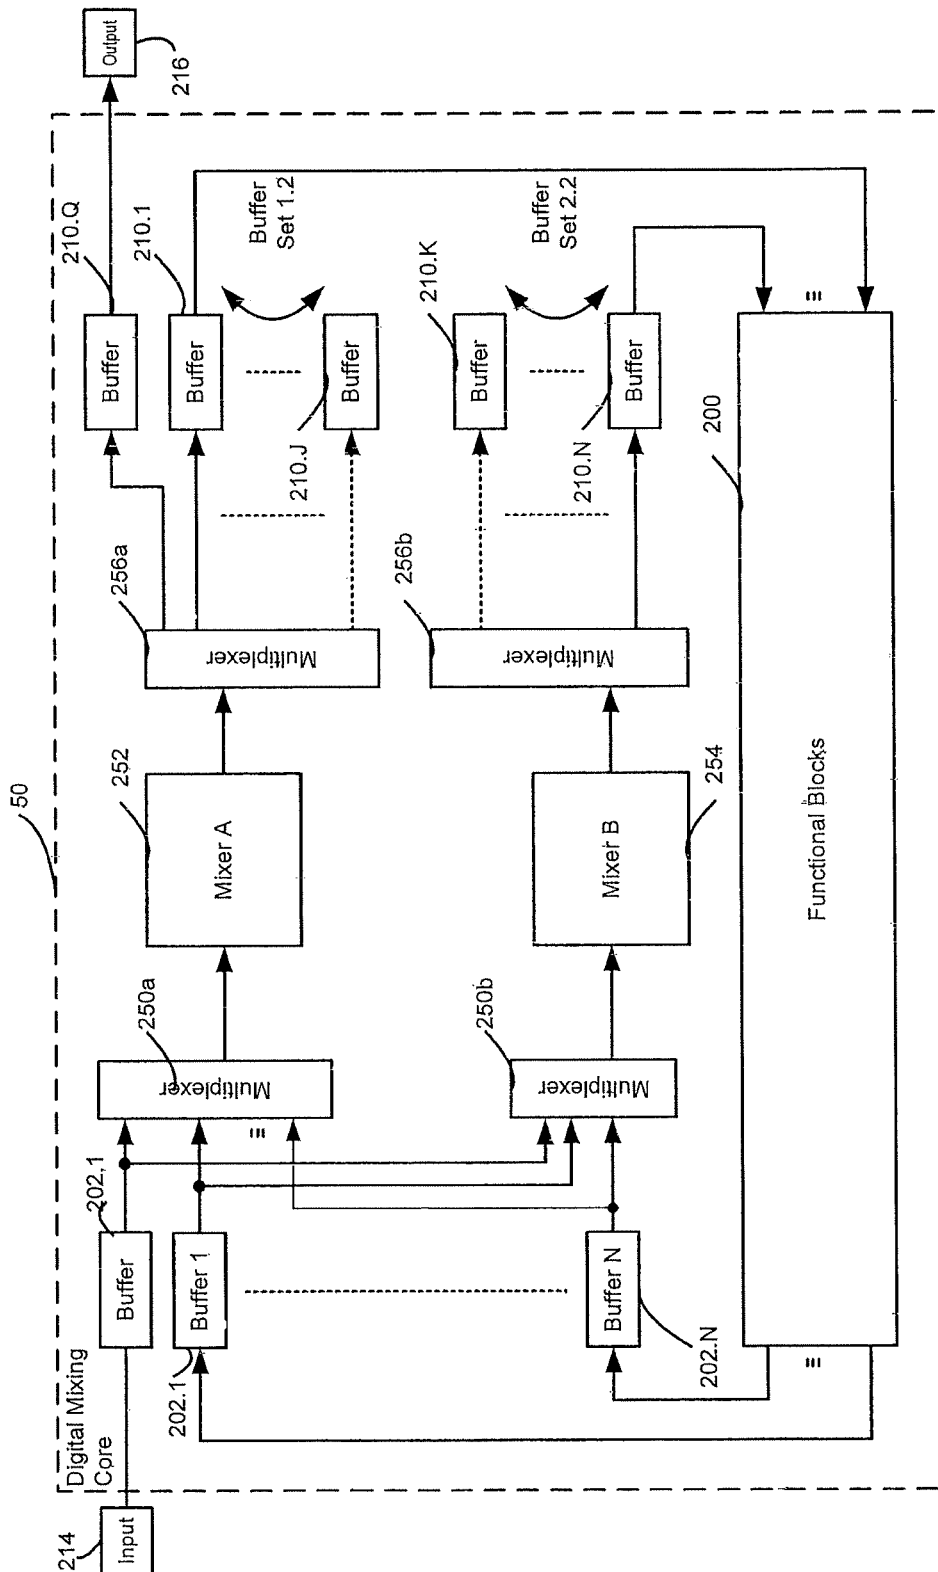 50
Digital Mixing
Core
214
Input
202,1
Buffer
202.1
Buffer 1
202.N
Buffer N
250a
Multiplexer
250b
Multiplexer
252
Mixer A
254
Mixer B
256a
Multiplexer
256b
Multiplexer
210.Q
Buffer
210.1
Buffer
210.J
Buffer
Buffer
Set 1.2
210.K
Buffer
210.N
Buffer
Buffer
Set 2.2
200
Functional Blocks
Output
216